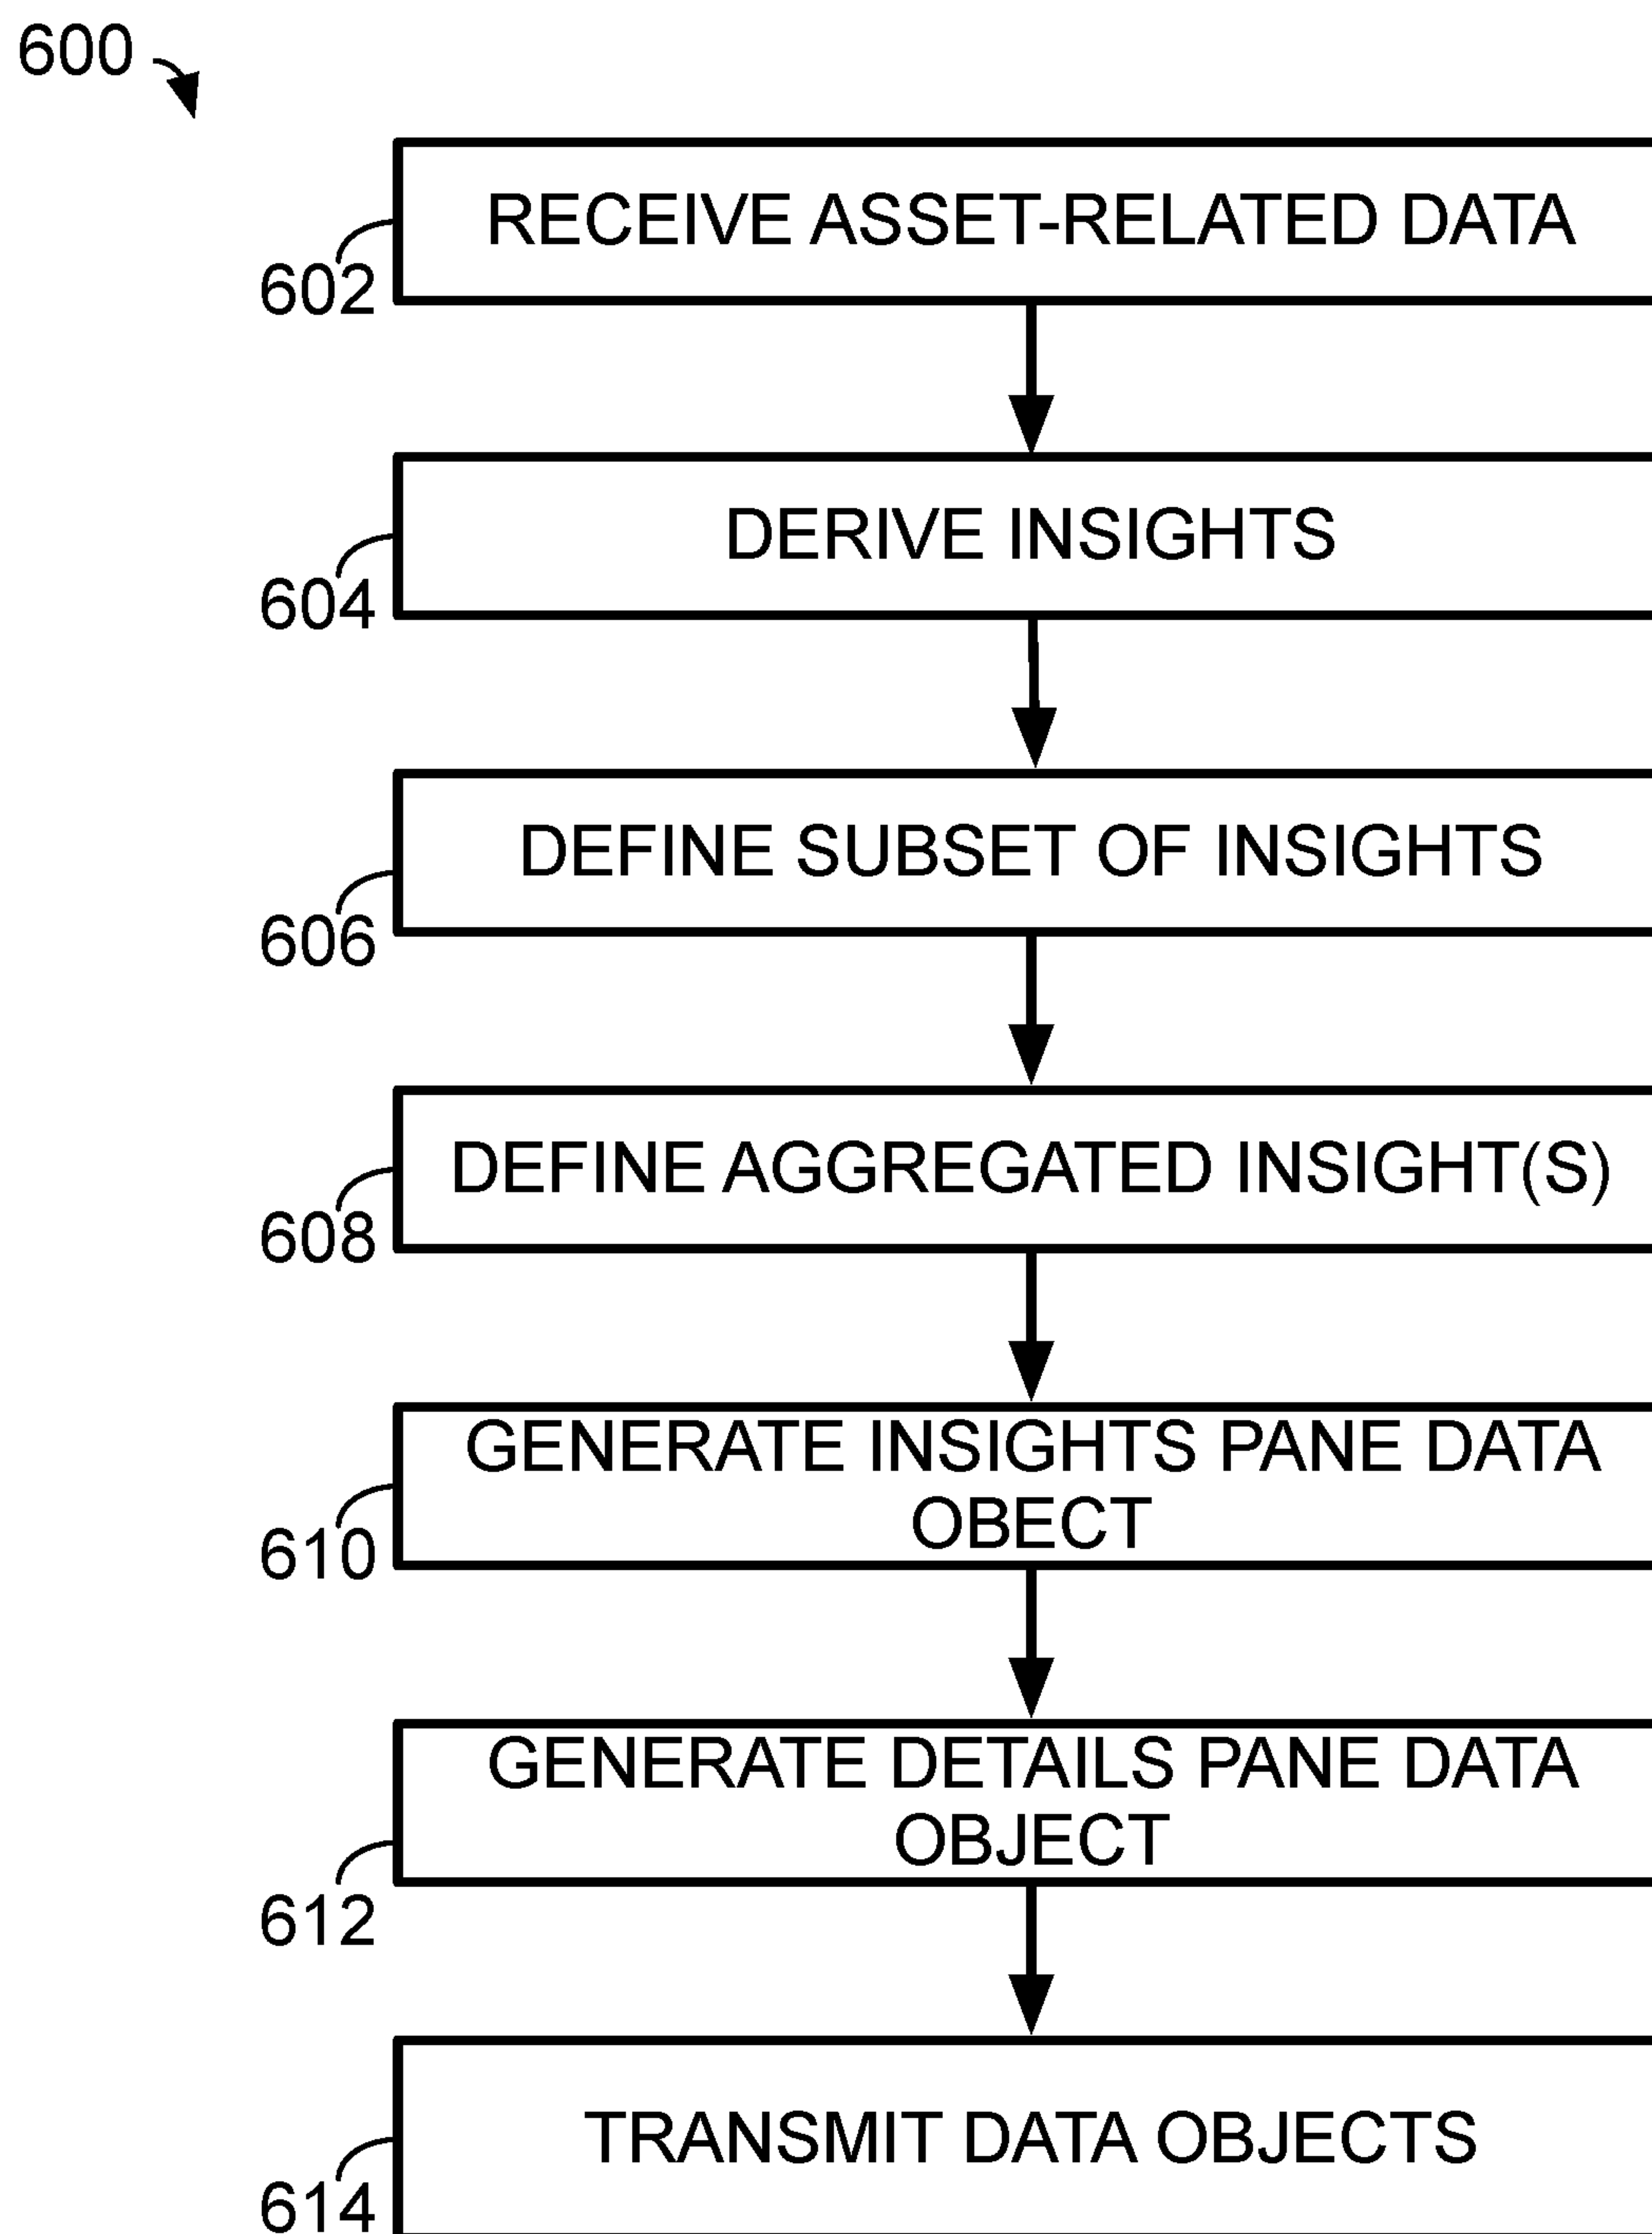 600
RECEIVE ASSET-RELATED DATA
602
DERIVE INSIGHTS
604
DEFINE SUBSET OF INSIGHTS
606
DEFINE AGGREGATED INSIGHT(S)
608
GENERATE INSIGHTS PANE DATA
OBECT
610
GENERATE DETAILS PANE DATA
OBJECT
612
TRANSMIT DATA OBJECTS
614